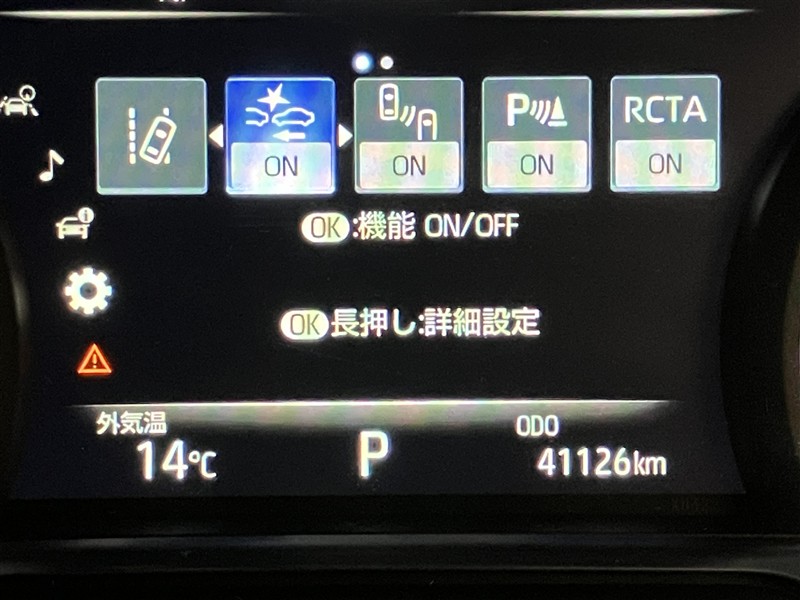 P RCTA
ON ON ON ON
OK:機能 ON/OFF
OK長押し:詳細設定
外気温 ODO
14℃ P 41126km